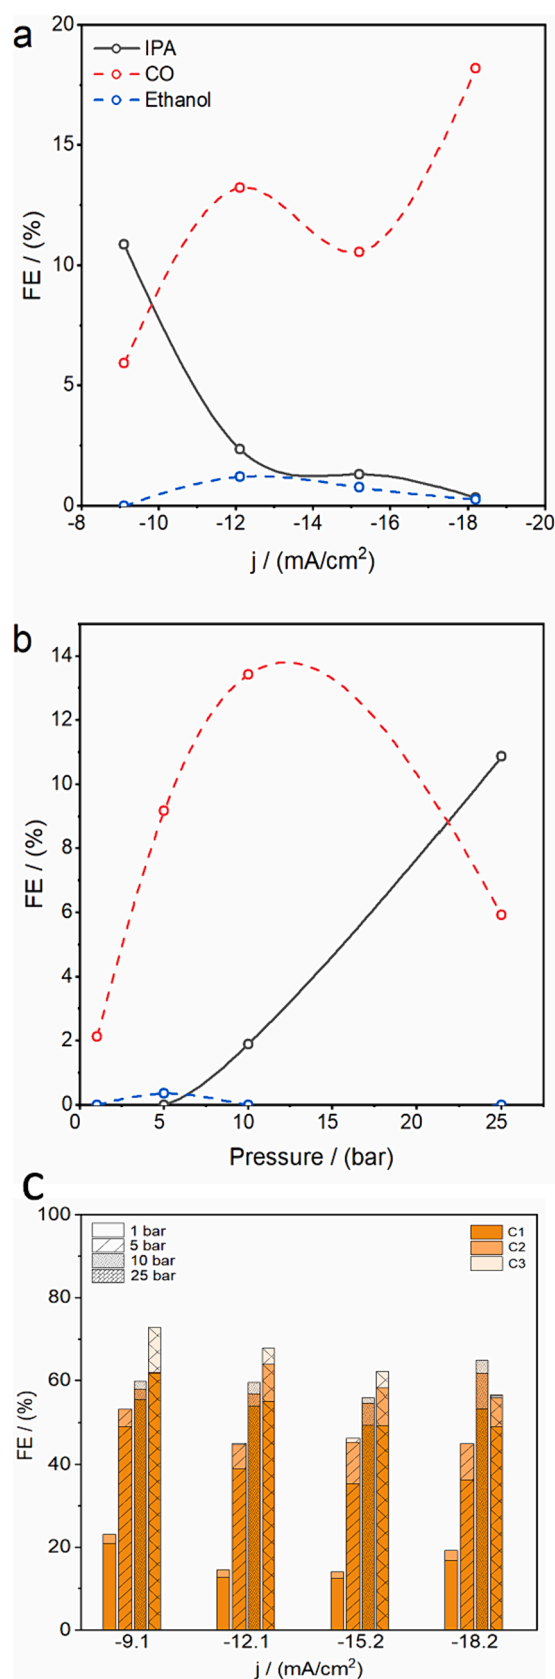 a
20
IPA
CO
Ethanol
15
10
5
0
FE / (%)
-8 -10 -12 -14 -16 -18 -20
j / (mA/cm²)
b
14
12
10
8
6
4
2
0
FE / (%)
0 5 10 15 20 25
Pressure / (bar)
C
100
1 bar
5 bar
10 bar
25 bar
C1
C2
C3
80
60
40
20
0
FE / (%)
-9.1 -12.1 -15.2 -18.2
j / (mA/cm²)